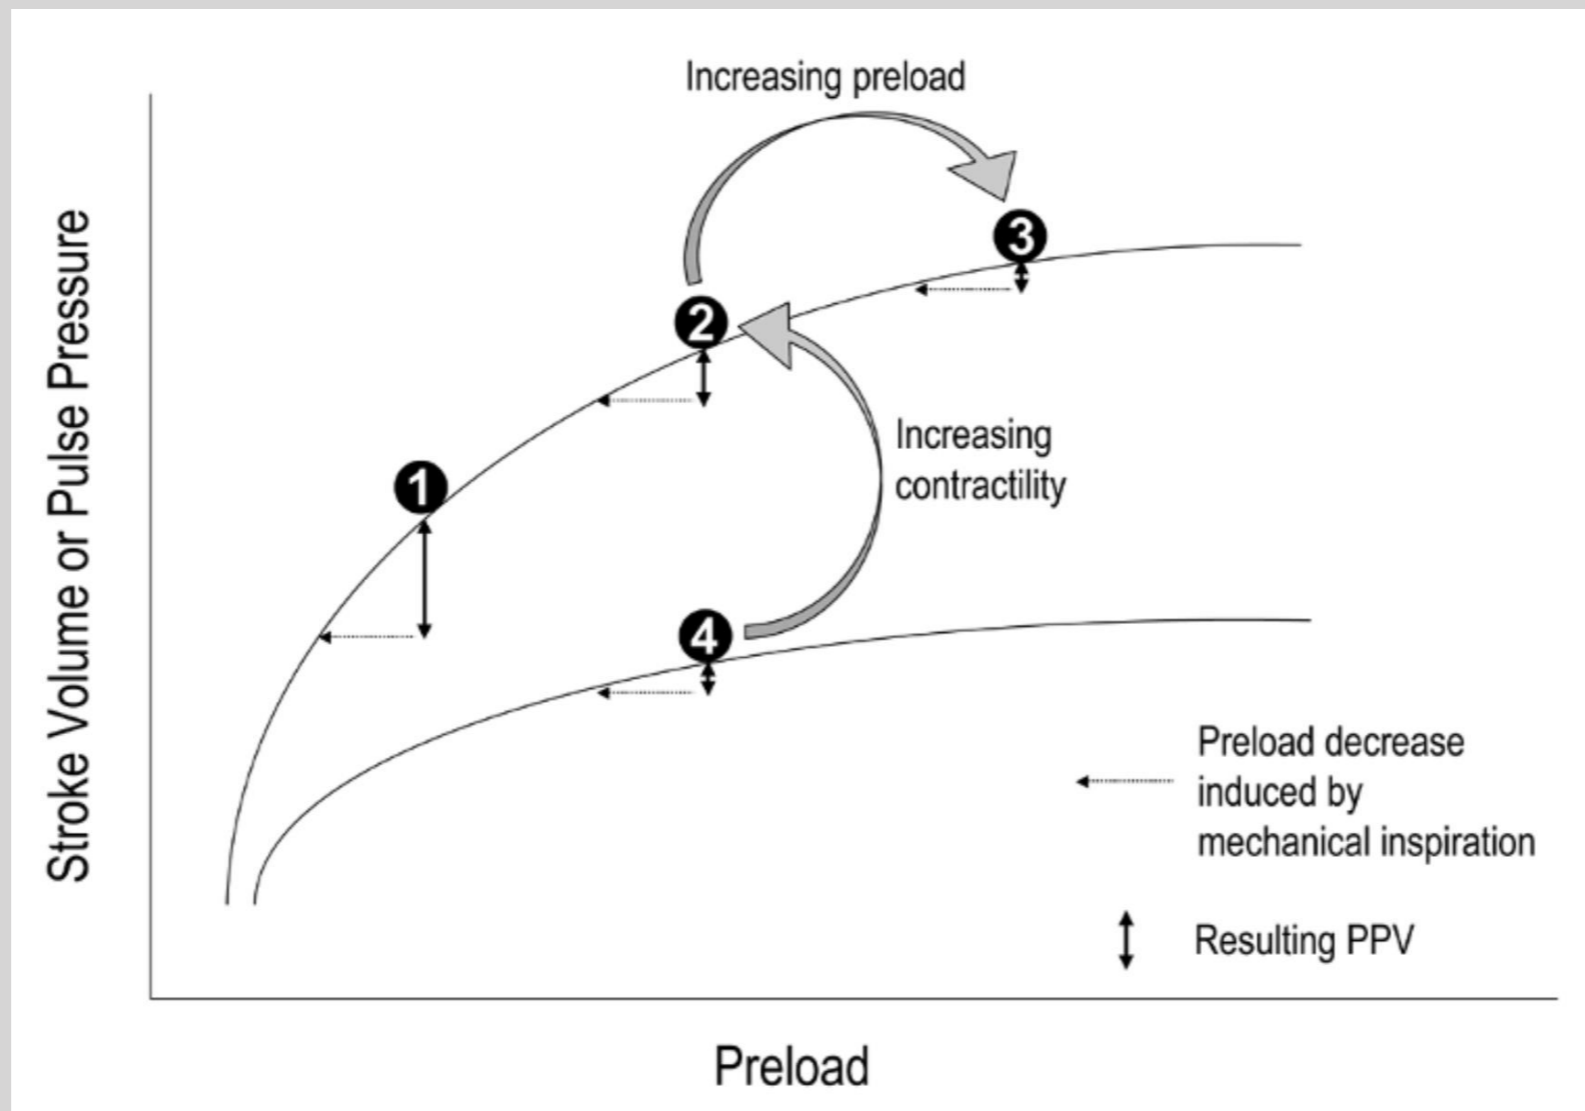 Increasing preload
3
2
1
4
Increasing
contractility
Stroke Volume or Pulse Pressure
Preload decrease
induced by
mechanical inspiration
Resulting PPV
Preload